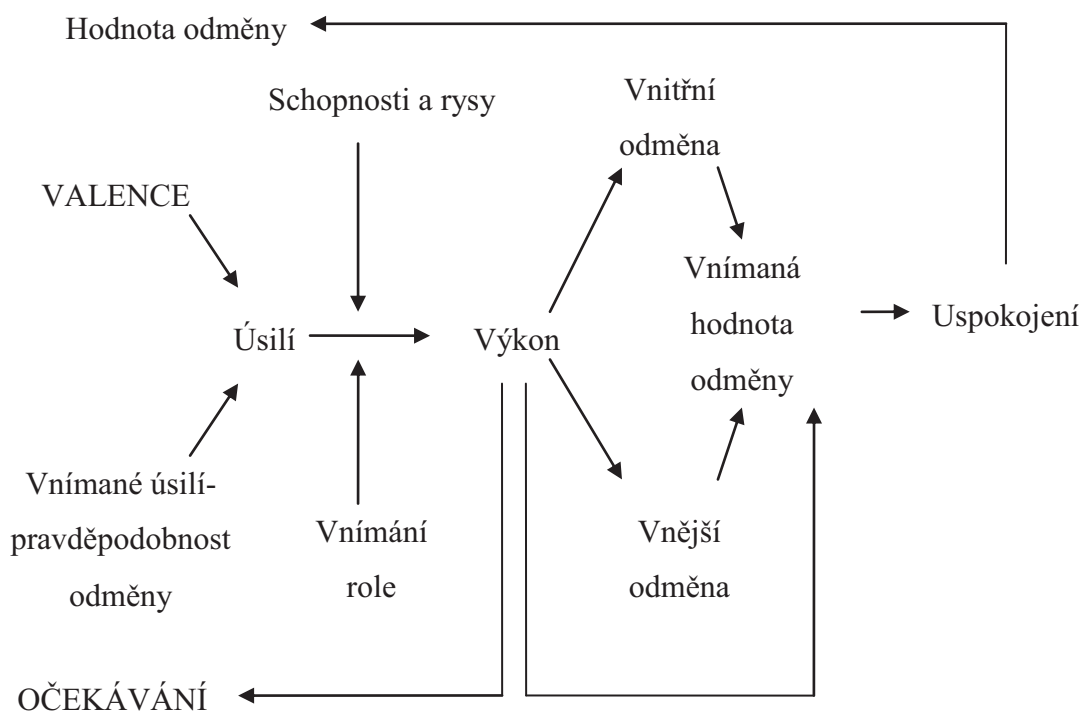 Hodnota odměny
Schopnosti a rysy
Vnitřní
odměna
VALENCE
Vnímaná
hodnota
odměny
Úsilí
Výkon
Uspokojení
Vnímané úsilí-
pravděpodobnost
odměny
Vnímání
role
Vnější
odměna
OČEKÁVÁNÍ